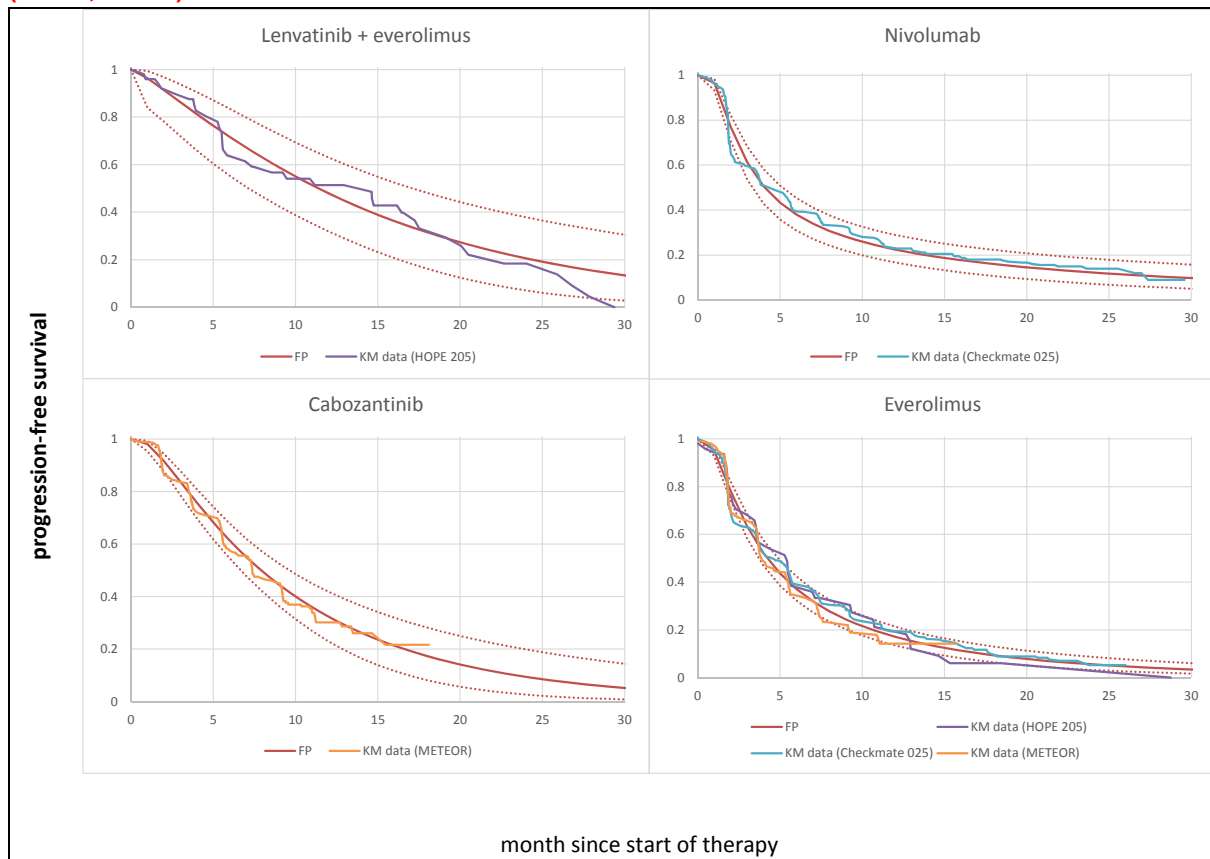 Lenvatinib + everolimus
1
0.8
0.6
0.4
0.2
0
0 5 10 15 20 25 30
FP KM data (HOPE 205)
Nivolumab
1
0.8
0.6
0.4
0.2
0
0 5 10 15 20 25 30
FP KM data (Checkmate 025)
progression-free survival
Cabozantinib
1
0.8
0.6
0.4
0.2
0
0 5 10 15 20 25 30
FP KM data (METEOR)
Everolimus
1
0.8
0.6
0.4
0.2
0
0 5 10 15 20 25 30
FP KM data (HOPE 205)
KM data (Checkmate 025) KM data (METEOR)
month since start of therapy